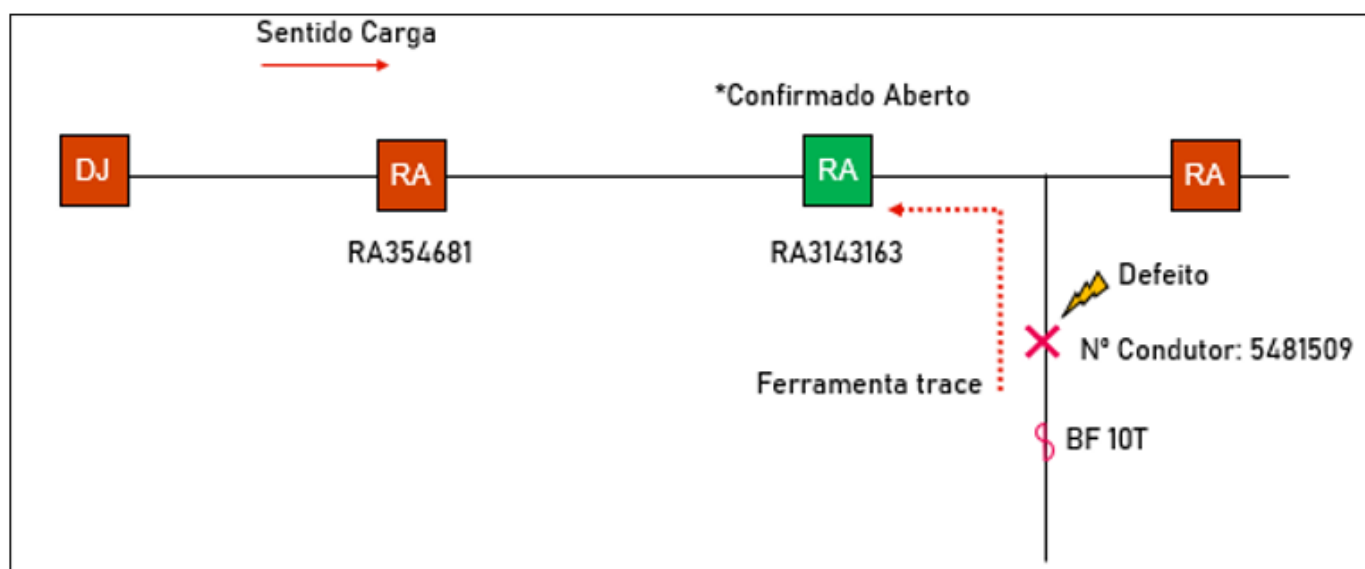 Sentido Carga
*Confirmado Aberto
DJ
RA
RA
RA
RA354681
RA3143163
Defeito
Nº Condutor: 5481509
Ferramenta trace
BF 10T